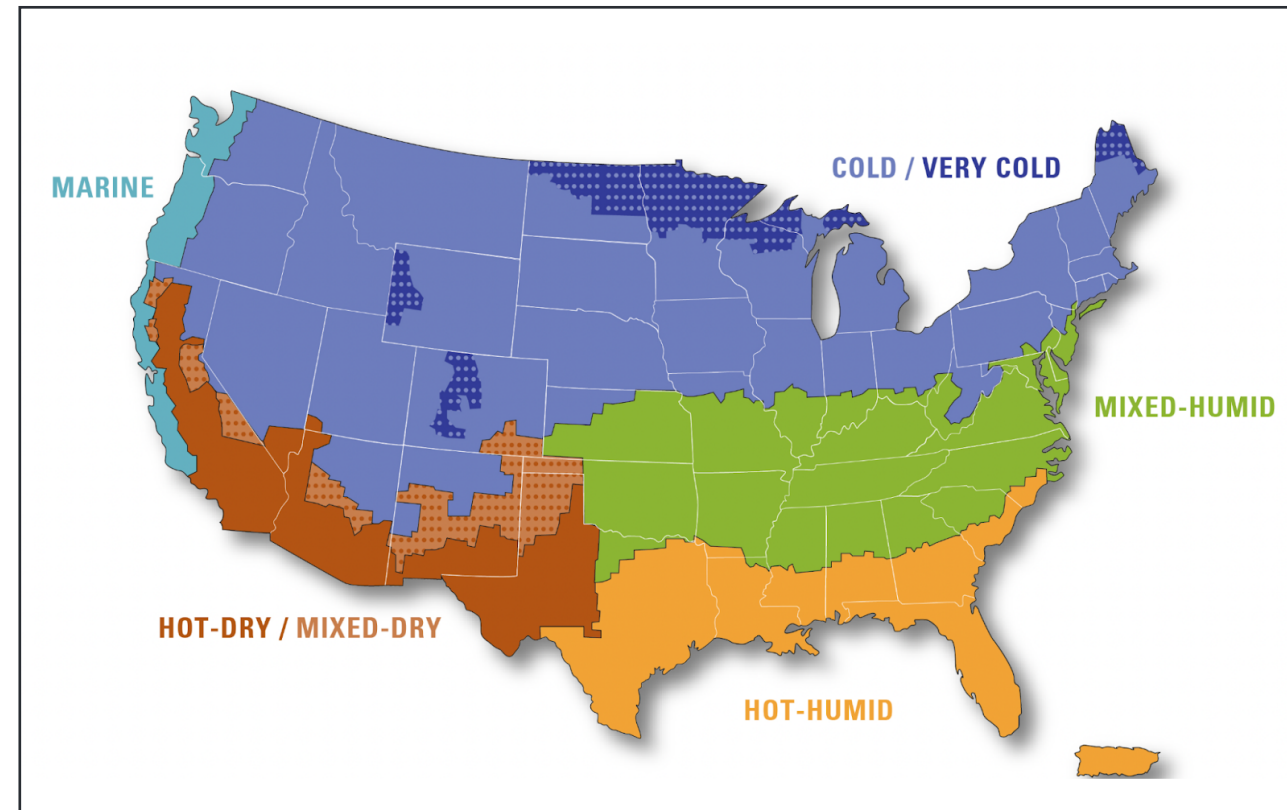 MARINE
COLD / VERY COLD
MIXED-HUMID
HOT-DRY / MIXED-DRY
HOT-HUMID